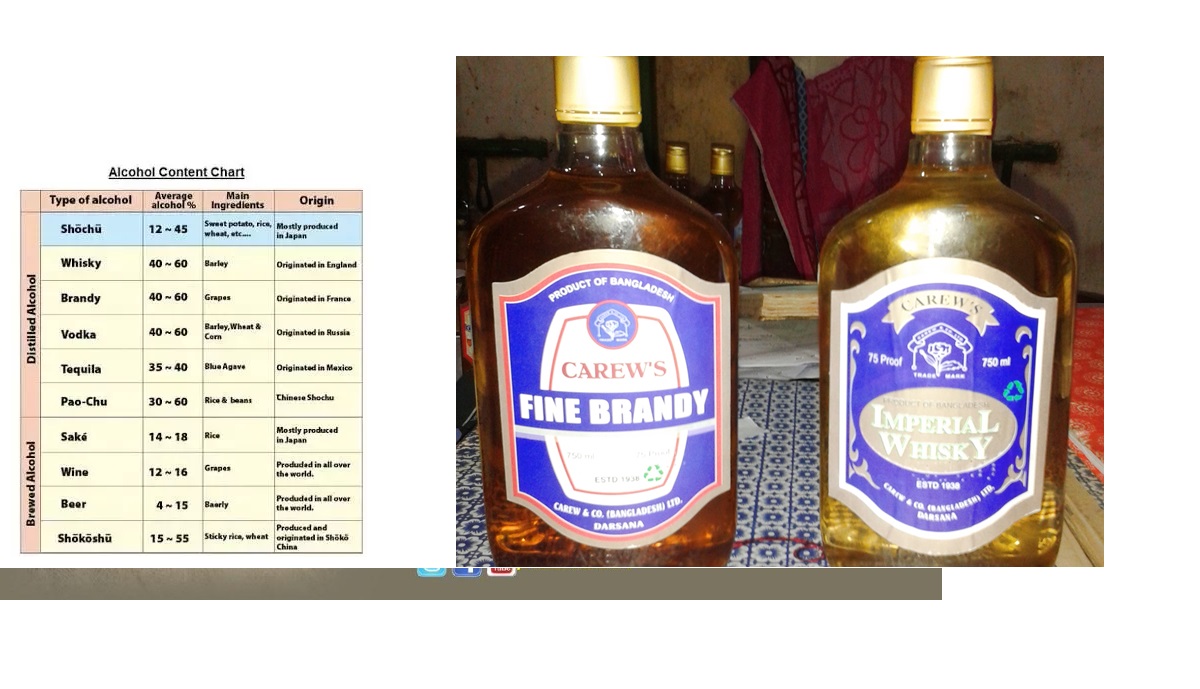 Alcohol Content Chart
Type of alcohol Average alcohol % Main Ingredients Origin
Distilled Alcohol
Shōchū 12 ~ 45 Sweet potato, rice, wheat, etc.... Mostly produced in Japan
Whisky 40 ~ 60 Barley Originated in England
Brandy 40 ~ 60 Grapes Originated in France
Vodka 40 ~ 60 Barley,Wheat & Corn Originated in Russia
Tequila 35 ~ 40 Blue Agave Originated in Mexico
Pao-Chu 30 ~ 60 Rice & beans Chinese Shochu
Brewed Alcohol
Saké 14 ~ 18 Rice Mostly produced in Japan
Wine 12 ~ 16 Grapes Produded in all over the world.
Beer 4 ~ 15 Baerly Produded in all over the world.
Shōkōshū 15 ~ 55 Sticky rice, wheat Produced and originated in Shōkō China
PRODUCT OF BANGLADESH
CAREW'S
FINE BRANDY
750 ml 75 Proof
ESTD 1938
CAREW & CO. (BANGLADESH) LTD.
DARSANA
CAREW'S
TRADE MARK
75 Proof 750 ml
PRODUCT OF BANGLADESH
IMPERIAL
WHISKY
ESTD 1938
CAREW & CO. (BANGLADESH) LTD.
DARSANA